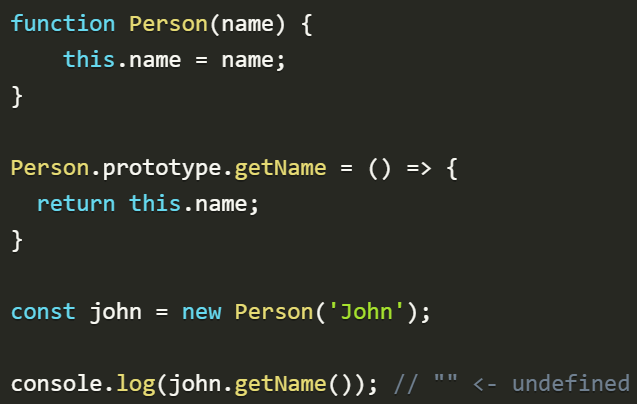 function Person(name) {
    this.name = name;
}

Person.prototype.getName = () => {
  return this.name;
}

const john = new Person('John');

console.log(john.getName()); // "" <- undefined